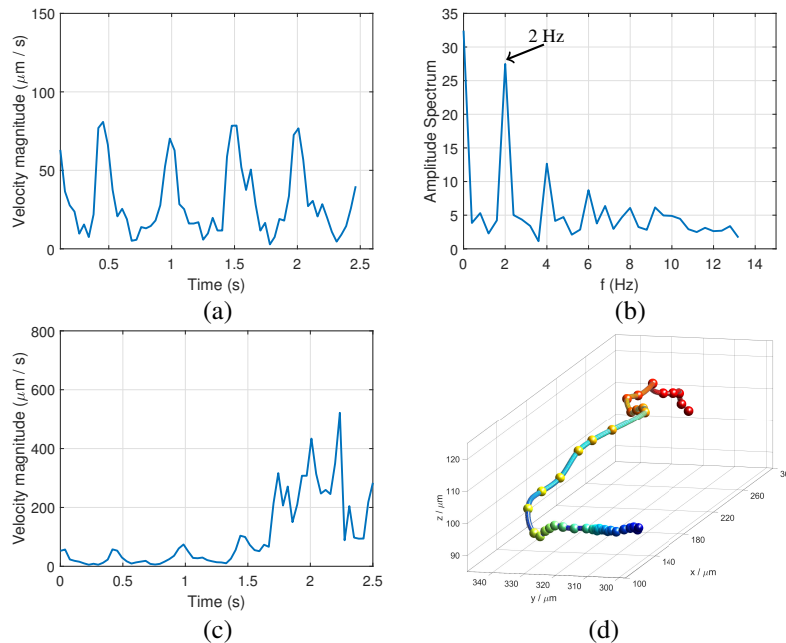 150
100
50
0
Velocity magnitude (μm / s)
0.5 1 1.5 2 2.5
Time (s)
(a)
2 Hz
35
30
25
20
15
10
5
0
Amplitude Spectrum
0 2 4 6 8 10 12 14
f (Hz)
(b)
800
600
400
200
0
Velocity magnitude (μm / s)
0 0.5 1 1.5 2 2.5
Time (s)
(c)
120
110
100
90
z / μm
340 330 320 310 300
y / μm
100 140 180 220 260
x / μm
(d)